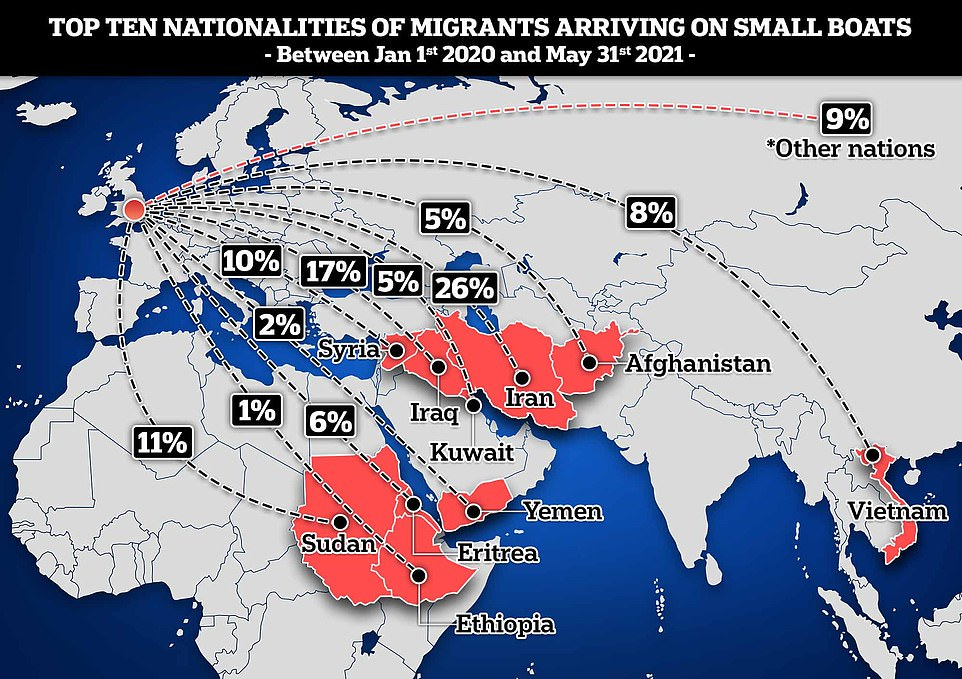 TOP TEN NATIONALITIES OF MIGRANTS ARRIVING ON SMALL BOATS
- Between Jan 1st 2020 and May 31st 2021 -
9%
*Other nations
5%
8%
10%
17%
5%
26%
2%
Syria
Afghanistan
Iran
Iraq
1%
6%
11%
Kuwait
Yemen
Vietnam
Sudan
Eritrea
Ethiopia